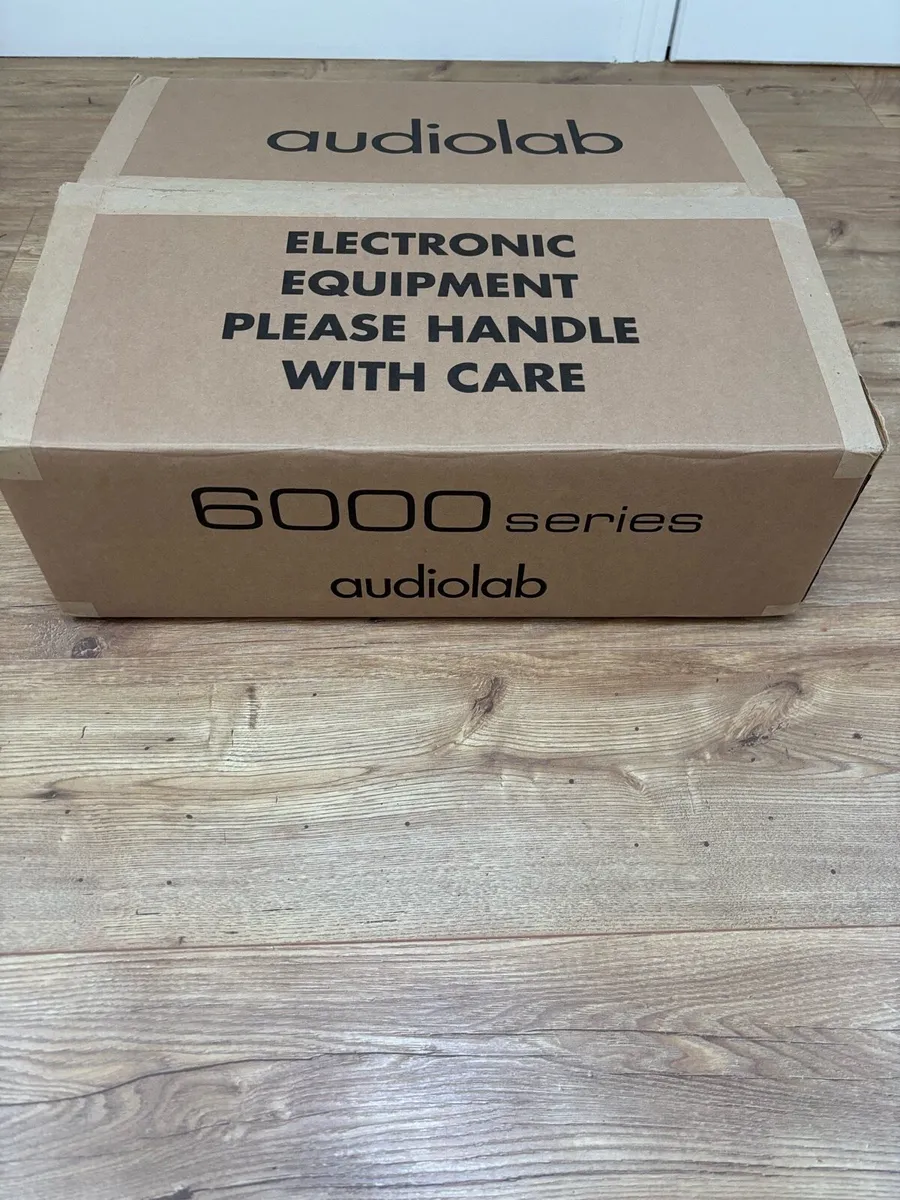 audiolab
ELECTRONIC
EQUIPMENT
PLEASE HANDLE
WITH CARE
6000 series
audiolab